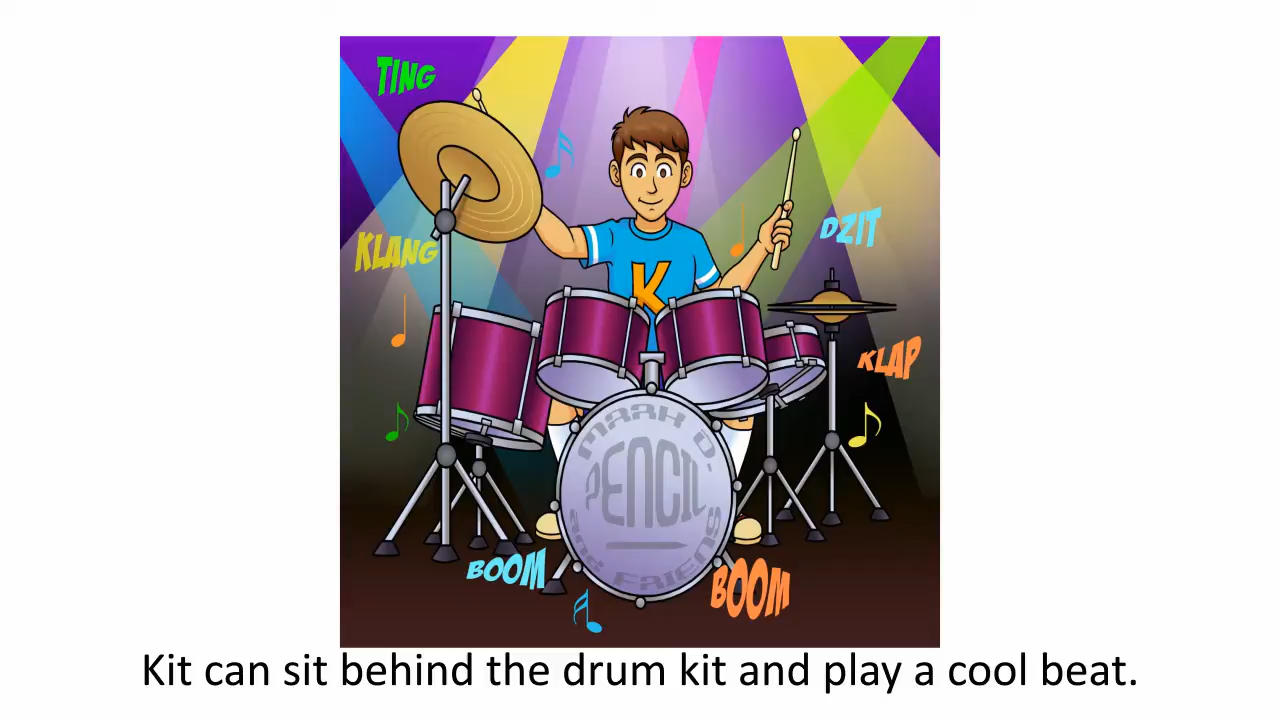 TING
KLANG
DZIT
K
KLAP
MARK D.
PENCIL
and FRIENS
BOOM
BOOM
Kit can sit behind the drum kit and play a cool beat.